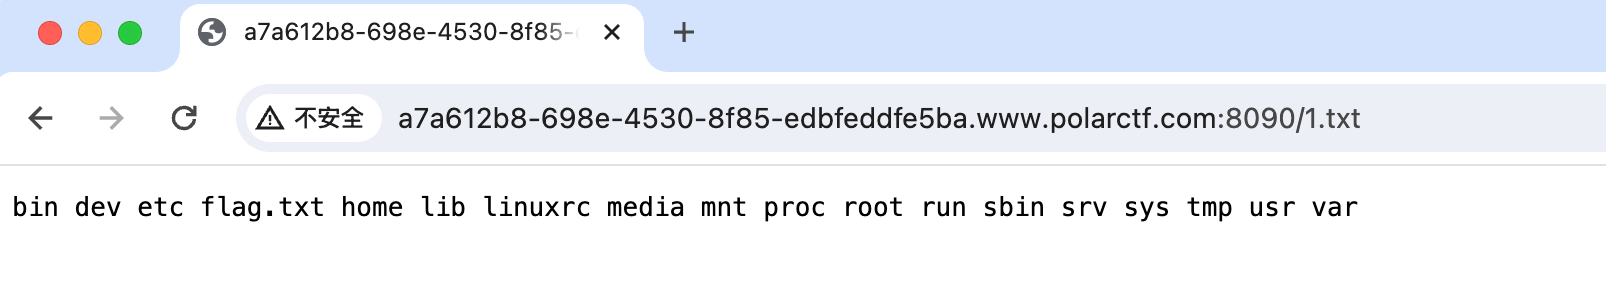 a7a612b8-698e-4530-8f85-
不安全 a7a612b8-698e-4530-8f85-edbfeddfe5ba.www.polarctf.com:8090/1.txt
bin dev etc flag.txt home lib linuxrc media mnt proc root run sbin srv sys tmp usr var